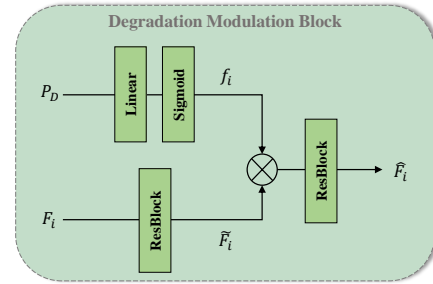 Degradation Modulation Block
P_D
Linear
Sigmoid
f_i
F_i
ResBlock
F̃_i
ResBlock
F̂_i